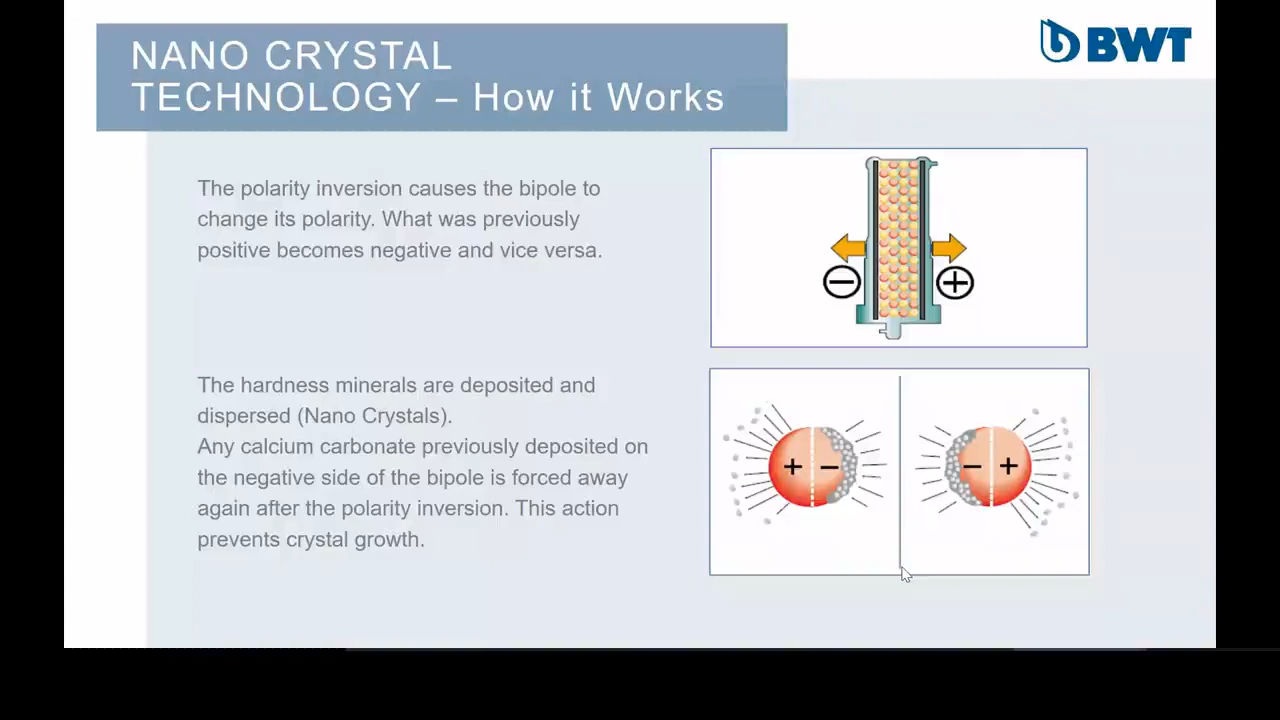 NANO CRYSTAL
TECHNOLOGY – How it Works
BWT
The polarity inversion causes the bipole to
change its polarity. What was previously
positive becomes negative and vice versa.
− +
The hardness minerals are deposited and
dispersed (Nano Crystals).
Any calcium carbonate previously deposited on
the negative side of the bipole is forced away
again after the polarity inversion. This action
prevents crystal growth.
+ − − +